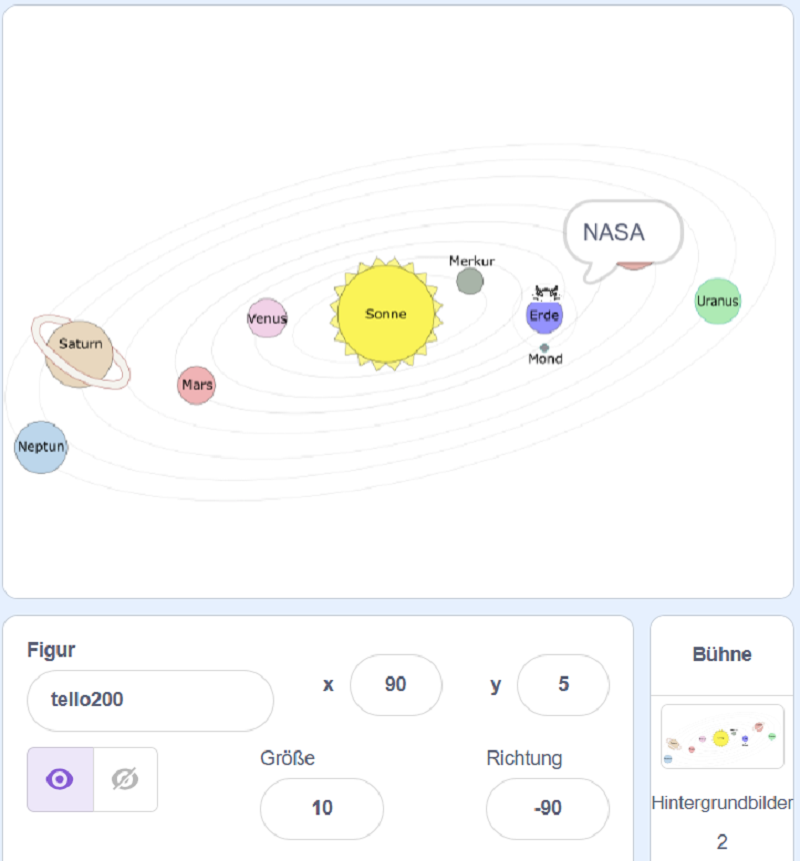 NASA
Merkur
Uranus
Sonne
Erde
Venus
Saturn
Mond
Mars
Neptun
Figur
tello200
x
90
y
5
Größe
10
Richtung
-90
Bühne
Hintergrundbilder
2